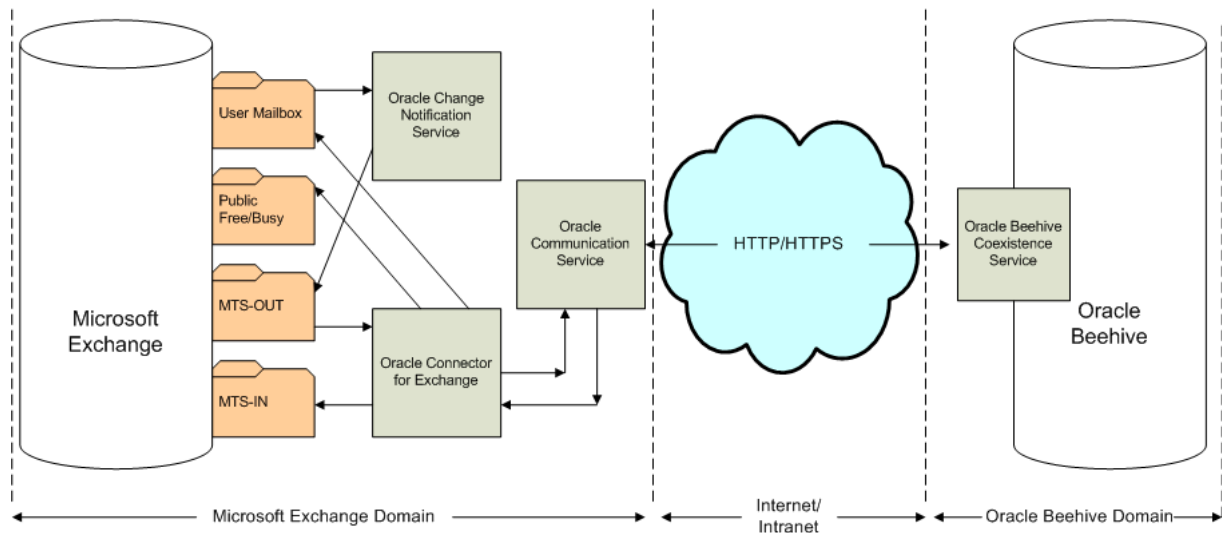 Microsoft
Exchange
User Mailbox
Public
Free/Busy
MTS-OUT
MTS-IN
Oracle Change
Notification
Service
Oracle Connector
for Exchange
Oracle
Communication
Service
HTTP/HTTPS
Oracle Beehive
Coexistence
Service
Oracle
Beehive
Microsoft Exchange Domain
Internet/
Intranet
Oracle Beehive Domain